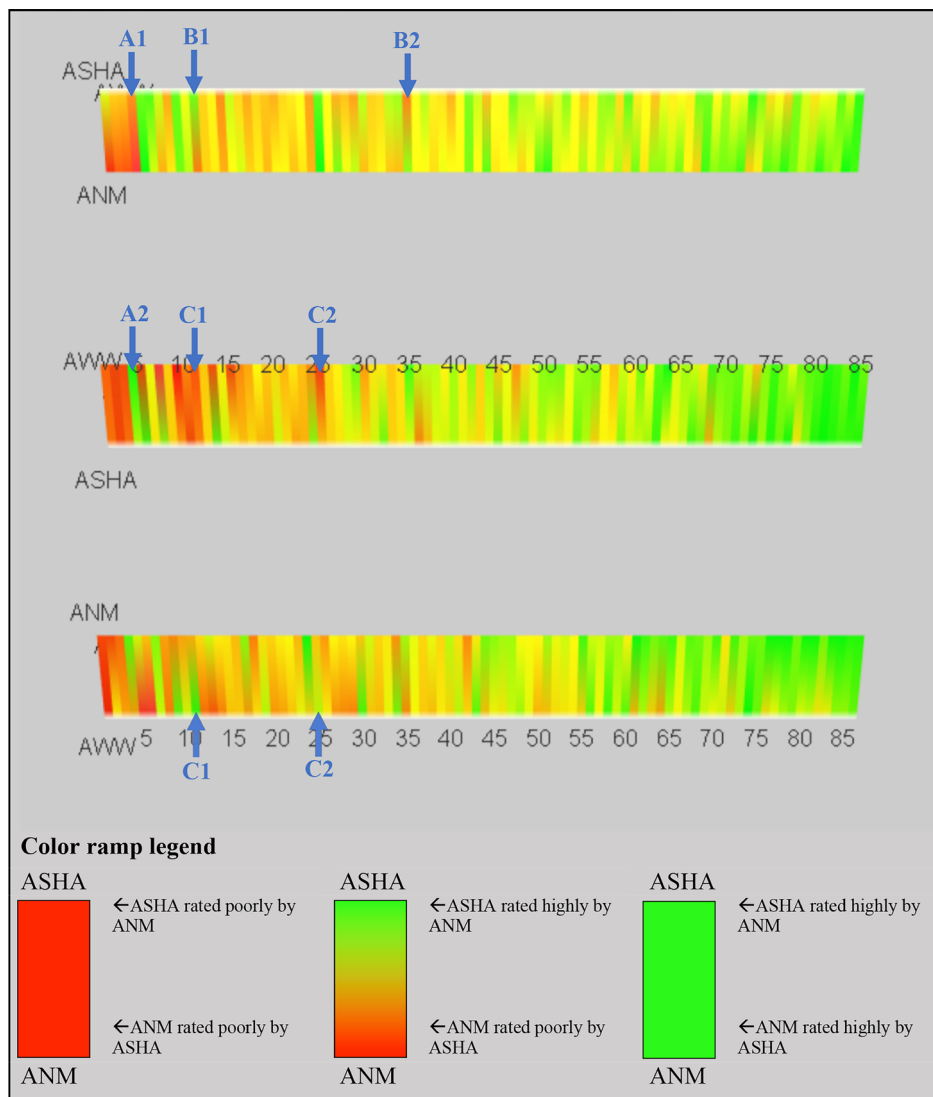 A1 B1 B2
ASHA
ANM
A2 C1 C2
AWW 5 10 15 20 25 30 35 40 45 50 55 60 65 70 75 80 85
ASHA
ANM
AWW 5 10 15 20 25 30 35 40 45 50 55 60 65 70 75 80 85
C1 C2
Color ramp legend
ASHA ASHA ASHA
←ASHA rated poorly by ←ASHA rated highly by ←ASHA rated highly by
ANM ANM ANM
←ANM rated poorly by ←ANM rated poorly by ←ANM rated highly by
ASHA ASHA ASHA
ANM ANM ANM